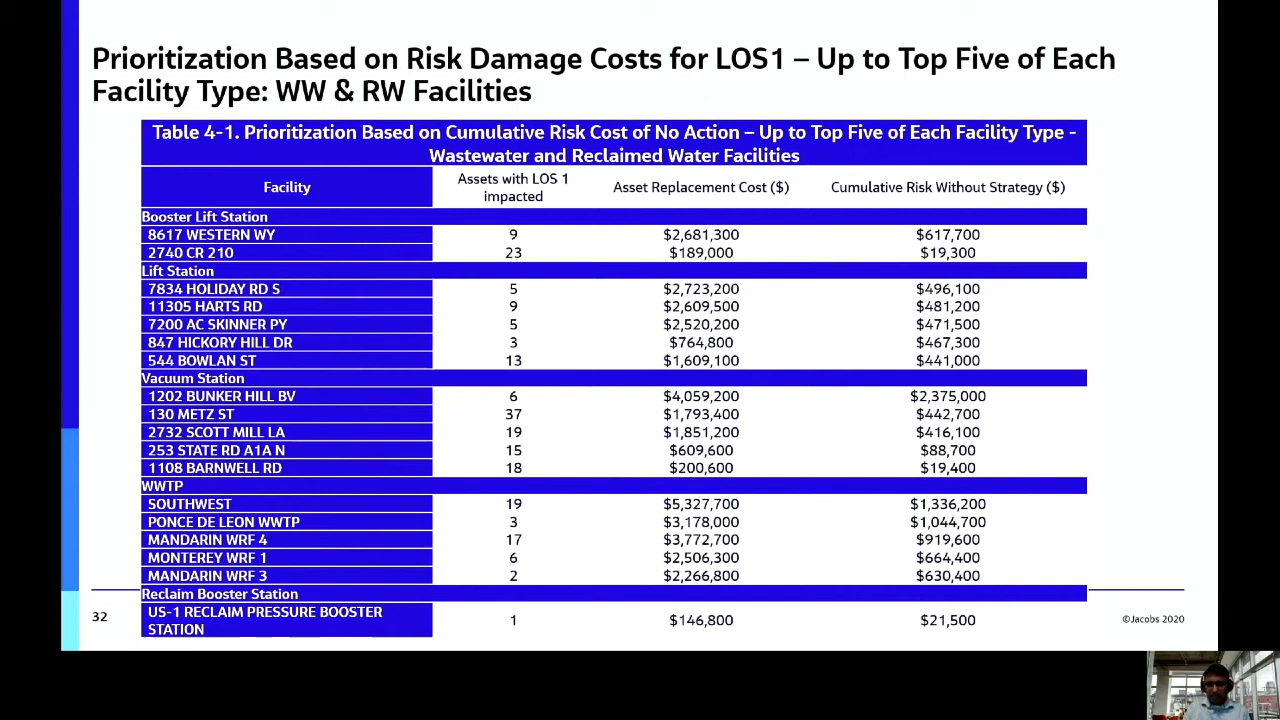 Prioritization Based on Risk Damage Costs for LOS1 – Up to Top Five of Each
Facility Type: WW & RW Facilities
Table 4-1. Prioritization Based on Cumulative Risk Cost of No Action – Up to Top Five of Each Facility Type -
Wastewater and Reclaimed Water Facilities
Facility Assets with LOS 1 impacted Asset Replacement Cost ($) Cumulative Risk Without Strategy ($)
Booster Lift Station
8617 WESTERN WY 9 $2,681,300 $617,700
2740 CR 210 23 $189,000 $19,300
Lift Station
7834 HOLIDAY RD S 5 $2,723,200 $496,100
11305 HARTS RD 9 $2,609,500 $481,200
7200 AC SKINNER PY 5 $2,520,200 $471,500
847 HICKORY HILL DR 3 $764,800 $467,300
544 BOWLAN ST 13 $1,609,100 $441,000
Vacuum Station
1202 BUNKER HILL BV 6 $4,059,200 $2,375,000
130 METZ ST 37 $1,793,400 $442,700
2732 SCOTT MILL LA 19 $1,851,200 $416,100
253 STATE RD A1A N 15 $609,600 $88,700
1108 BARNWELL RD 18 $200,600 $19,400
WWTP
SOUTHWEST 19 $5,327,700 $1,336,200
PONCE DE LEON WWTP 3 $3,178,000 $1,044,700
MANDARIN WRF 4 17 $3,772,700 $919,600
MONTEREY WRF 1 6 $2,506,300 $664,400
MANDARIN WRF 3 2 $2,266,800 $630,400
Reclaim Booster Station
US-1 RECLAIM PRESSURE BOOSTER
STATION 1 $146,800 $21,500
32
©Jacobs 2020